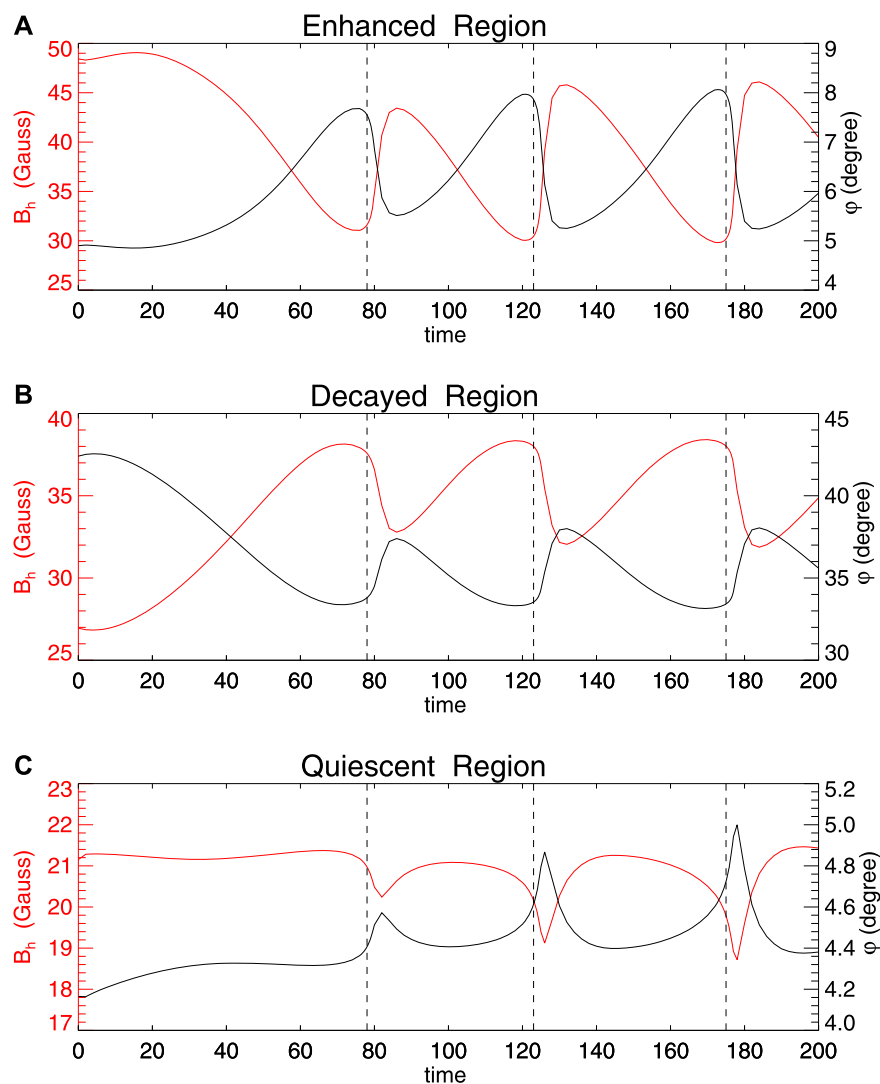 A
Enhanced Region
50
45
40
35
30
25
B_h (Gauss)
9
8
7
6
5
4
φ (degree)
0 20 40 60 80 100 120 140 160 180 200
time
B
Decayed Region
40
35
30
25
B_h (Gauss)
45
40
35
30
φ (degree)
0 20 40 60 80 100 120 140 160 180 200
time
C
Quiescent Region
23
22
21
20
19
18
17
B_h (Gauss)
5.2
5.0
4.8
4.6
4.4
4.2
4.0
φ (degree)
0 20 40 60 80 100 120 140 160 180 200
time